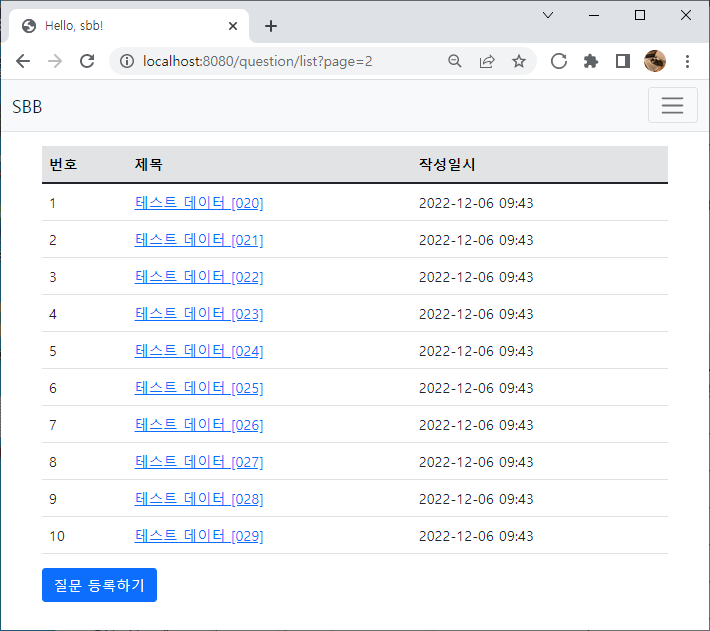 Hello, sbb!
localhost:8080/question/list?page=2
SBB
번호 제목 작성일시
1 테스트 데이터 [020] 2022-12-06 09:43
2 테스트 데이터 [021] 2022-12-06 09:43
3 테스트 데이터 [022] 2022-12-06 09:43
4 테스트 데이터 [023] 2022-12-06 09:43
5 테스트 데이터 [024] 2022-12-06 09:43
6 테스트 데이터 [025] 2022-12-06 09:43
7 테스트 데이터 [026] 2022-12-06 09:43
8 테스트 데이터 [027] 2022-12-06 09:43
9 테스트 데이터 [028] 2022-12-06 09:43
10 테스트 데이터 [029] 2022-12-06 09:43
질문 등록하기